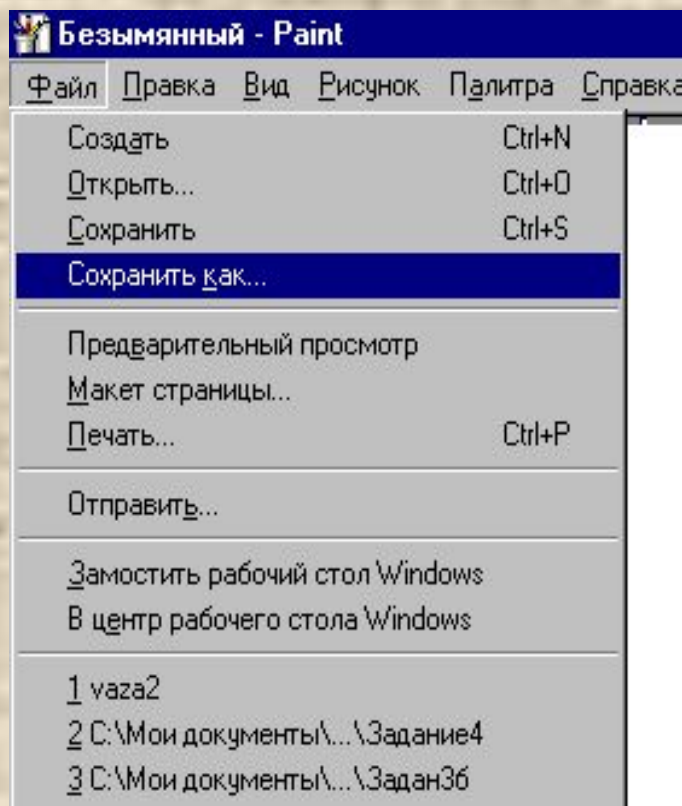 Безымянный - Paint
Файл Правка Вид Рисунок Палитра Справка
Создать Ctrl+N
Открыть... Ctrl+O
Сохранить Ctrl+S
Сохранить как...
Предварительный просмотр
Макет страницы...
Печать... Ctrl+P
Отправить...
Замостить рабочий стол Windows
В центр рабочего стола Windows
1 vaza2
2 C:\Мои документы\...\Задание4
3 C:\Мои документы\...\Задан3б